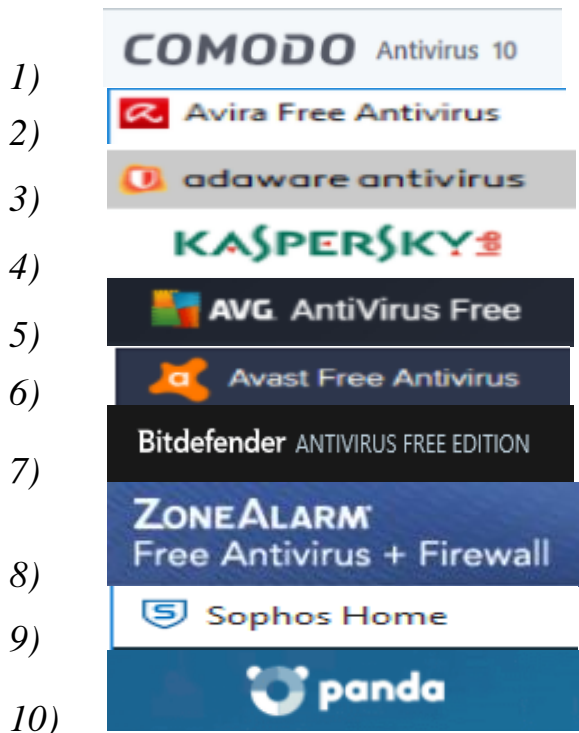 1) COMODO Antivirus 10
2) Avira Free Antivirus
3) adaware antivirus
4) KASPERSKY lab
5) AVG AntiVirus Free
6) Avast Free Antivirus
7) Bitdefender ANTIVIRUS FREE EDITION
8) ZONEALARM
Free Antivirus + Firewall
9) Sophos Home
10) panda